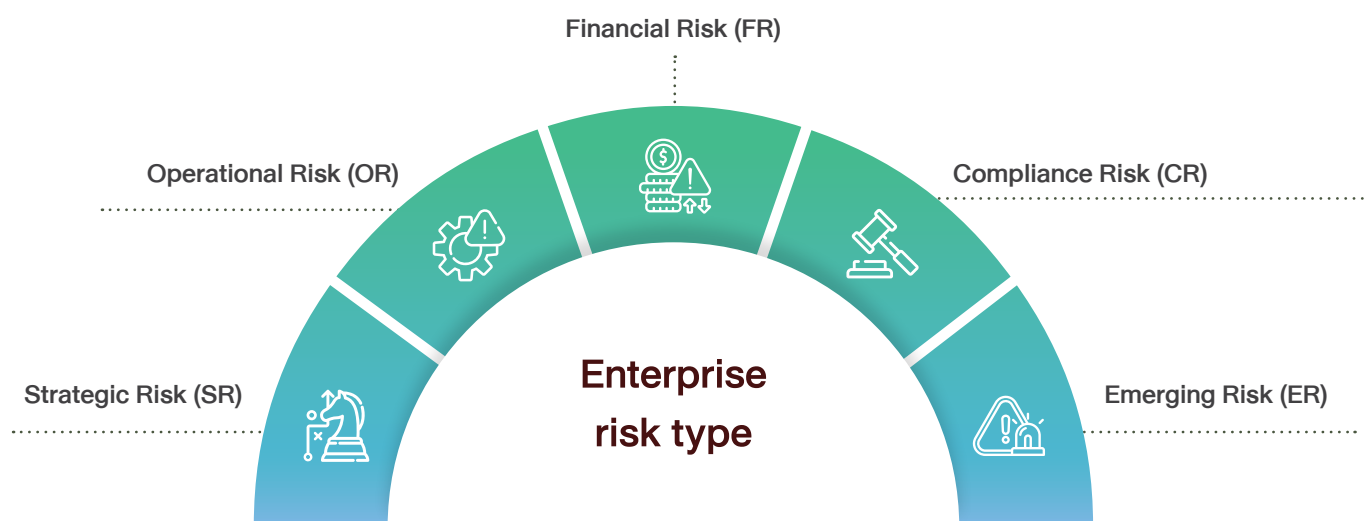 Financial Risk (FR)
Operational Risk (OR)
Compliance Risk (CR)
Strategic Risk (SR)
Emerging Risk (ER)
Enterprise
risk type